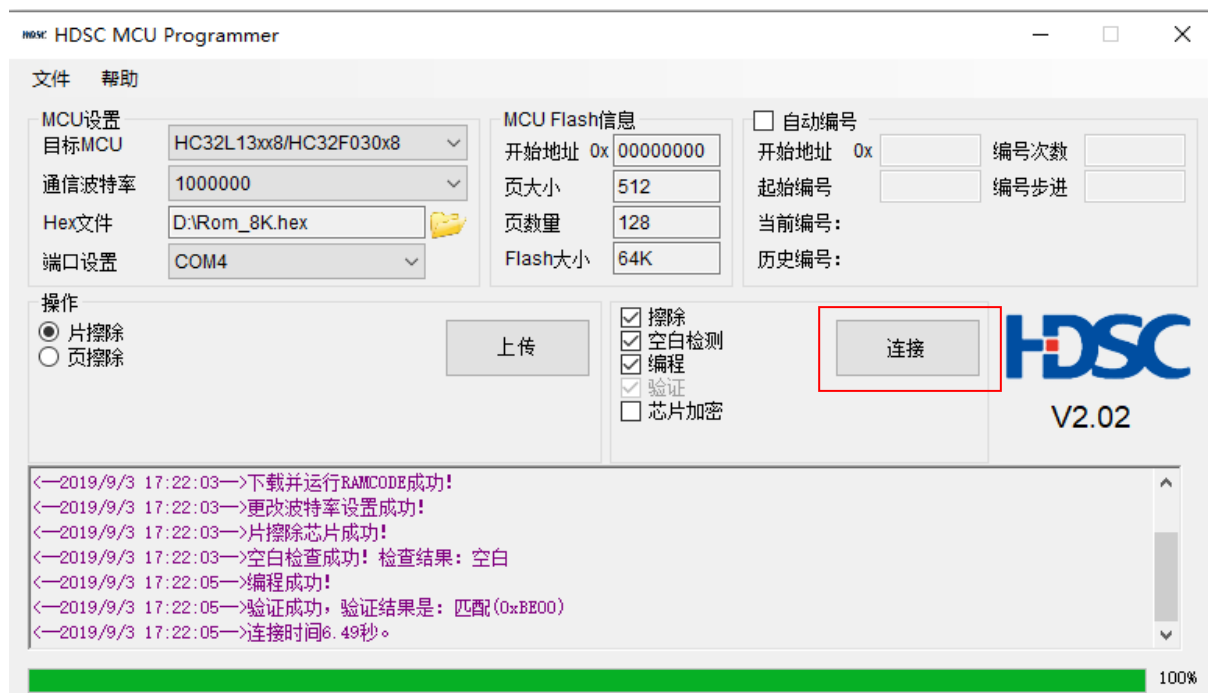 HDSC HDSC MCU Programmer
文件 帮助
MCU设置
目标MCU HC32L13xx8/HC32F030x8
通信波特率 1000000
Hex文件 D:\Rom_8K.hex
端口设置 COM4
MCU Flash信息
开始地址 0x 00000000
页大小 512
页数量 128
Flash大小 64K
自动编号
开始地址 0x 编号次数
起始编号 编号步进
当前编号:
历史编号:
操作
片擦除
页擦除
上传
擦除
空白检测
编程
验证
芯片加密
连接
HDSC
V2.02
<—2019/9/3 17:22:03—>下载并运行RAMCODE成功!
<—2019/9/3 17:22:03—>更改波特率设置成功!
<—2019/9/3 17:22:03—>片擦除芯片成功!
<—2019/9/3 17:22:03—>空白检查成功! 检查结果: 空白
<—2019/9/3 17:22:05—>编程成功!
<—2019/9/3 17:22:05—>验证成功，验证结果是: 匹配(0xBE00)
<—2019/9/3 17:22:05—>连接时间6.49秒。
100%